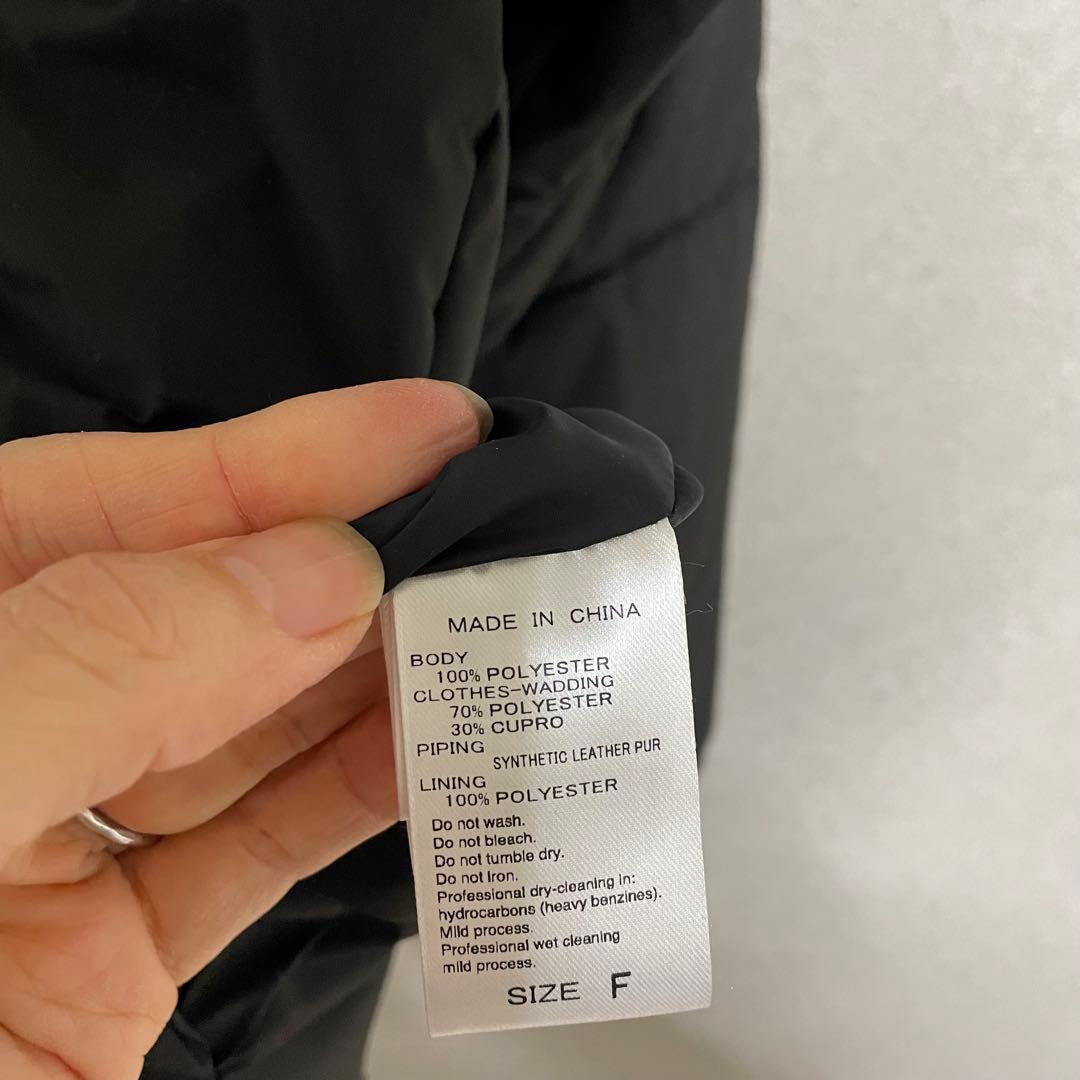 MADE IN CHINA
BODY
100% POLYESTER
CLOTHES-WADDING
70% POLYESTER
30% CUPRO
PIPING
SYNTHETIC LEATHER PUR
LINING
100% POLYESTER
Do not wash.
Do not bleach.
Do not tumble dry.
Do not iron.
Professional dry-cleaning in:
hydrocarbons (heavy benzines).
Mild process.
Professional wet cleaning
mild process.
SIZE F